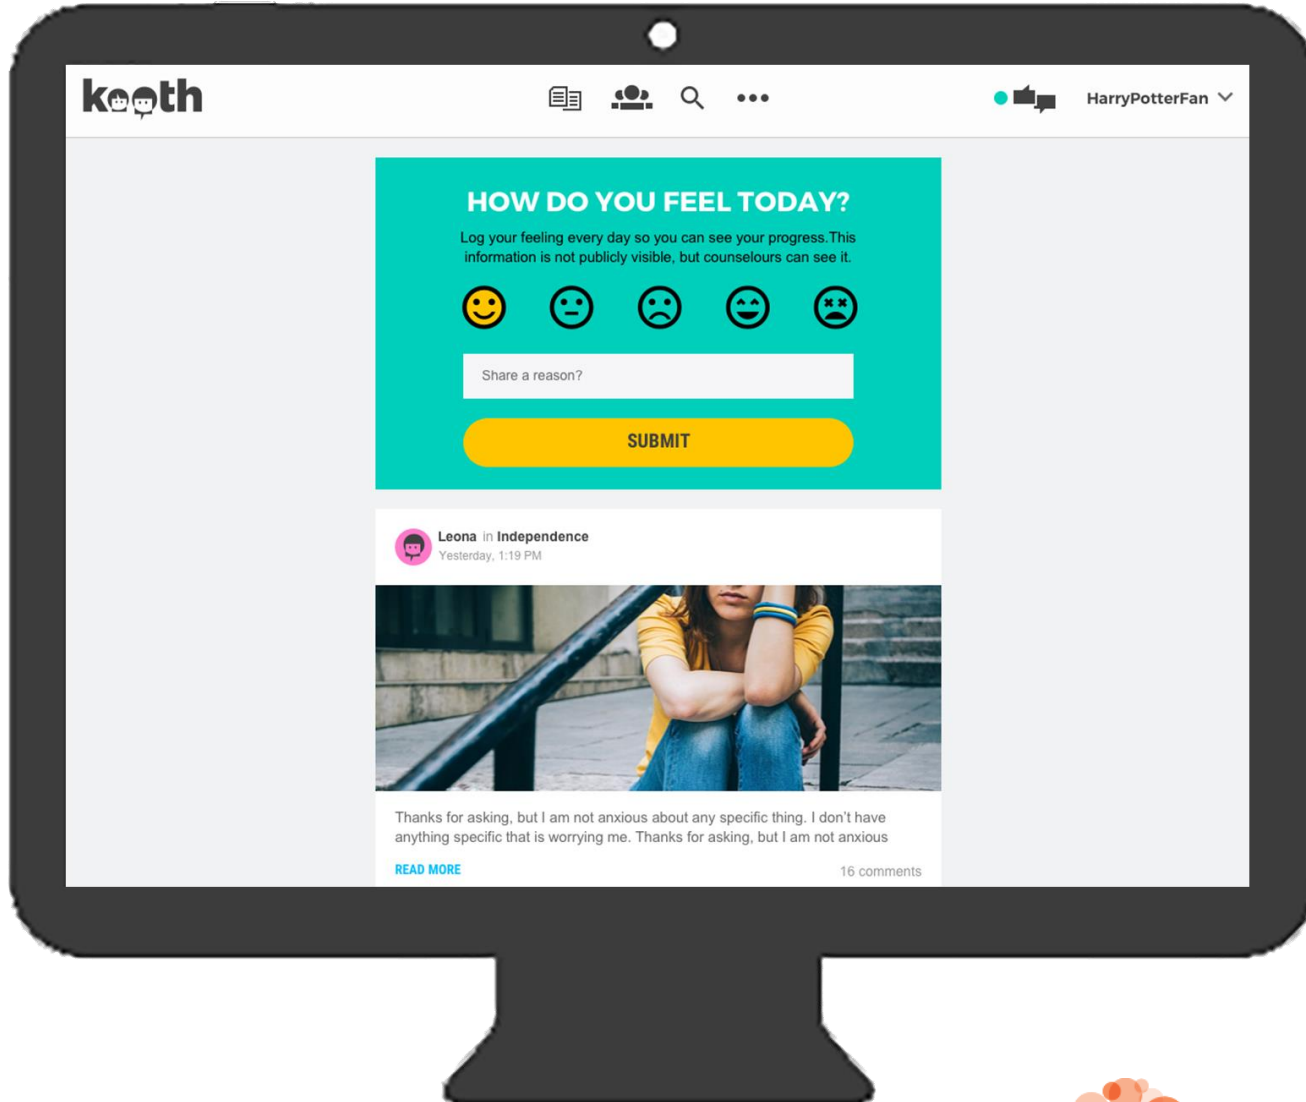 kooth
HarryPotterFan
HOW DO YOU FEEL TODAY?
Log your feeling every day so you can see your progress.This
information is not publicly visible, but counselours can see it.
Share a reason?
SUBMIT
Leona in Independence
Yesterday, 1:19 PM
Thanks for asking, but I am not anxious about any specific thing. I don't have
anything specific that is worrying me. Thanks for asking, but I am not anxious
READ MORE
16 comments